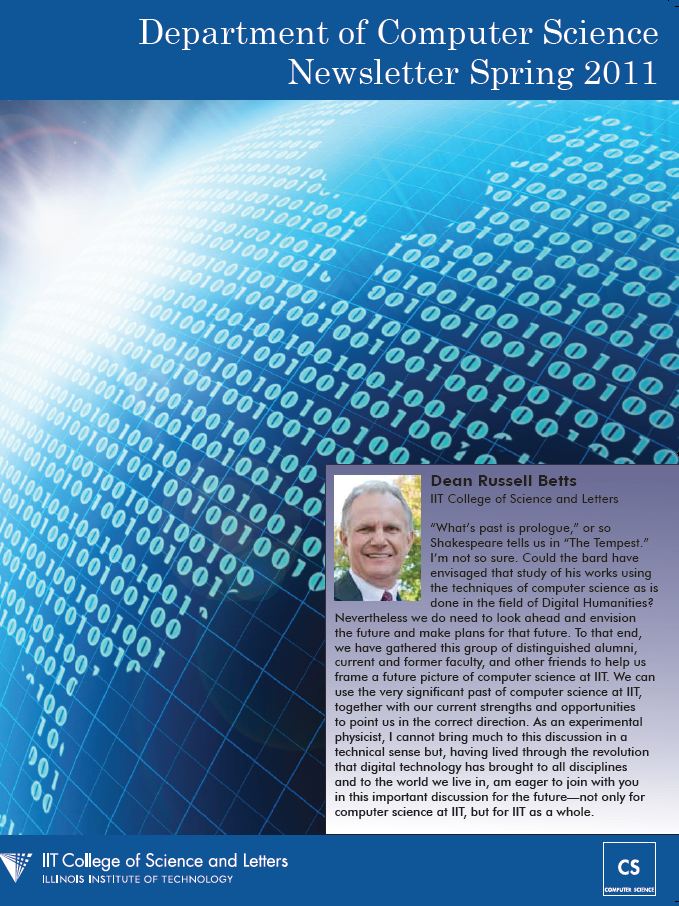 Department of Computer Science
Newsletter Spring 2011
Dean Russell Betts
IIT College of Science and Letters
“What’s past is prologue,” or so
Shakespeare tells us in “The Tempest.”
I’m not so sure. Could the bard have
envisaged that study of his works using
the techniques of computer science as is
done in the field of Digital Humanities?
Nevertheless we do need to look ahead and envision
the future and make plans for that future. To that end,
we have gathered this group of distinguished alumni,
current and former faculty, and other friends to help us
frame a future picture of computer science at IIT. We can
use the very significant past of computer science at IIT,
together with our current strengths and opportunities
to point us in the correct direction. As an experimental
physicist, I cannot bring much to this discussion in a
technical sense but, having lived through the revolution
that digital technology has brought to all disciplines
and to the world we live in, am eager to join with you
in this important discussion for the future—not only for
computer science at IIT, but for IIT as a whole.
IIT College of Science and Letters
ILLINOIS INSTITUTE OF TECHNOLOGY
CS
COMPUTER SCIENCE